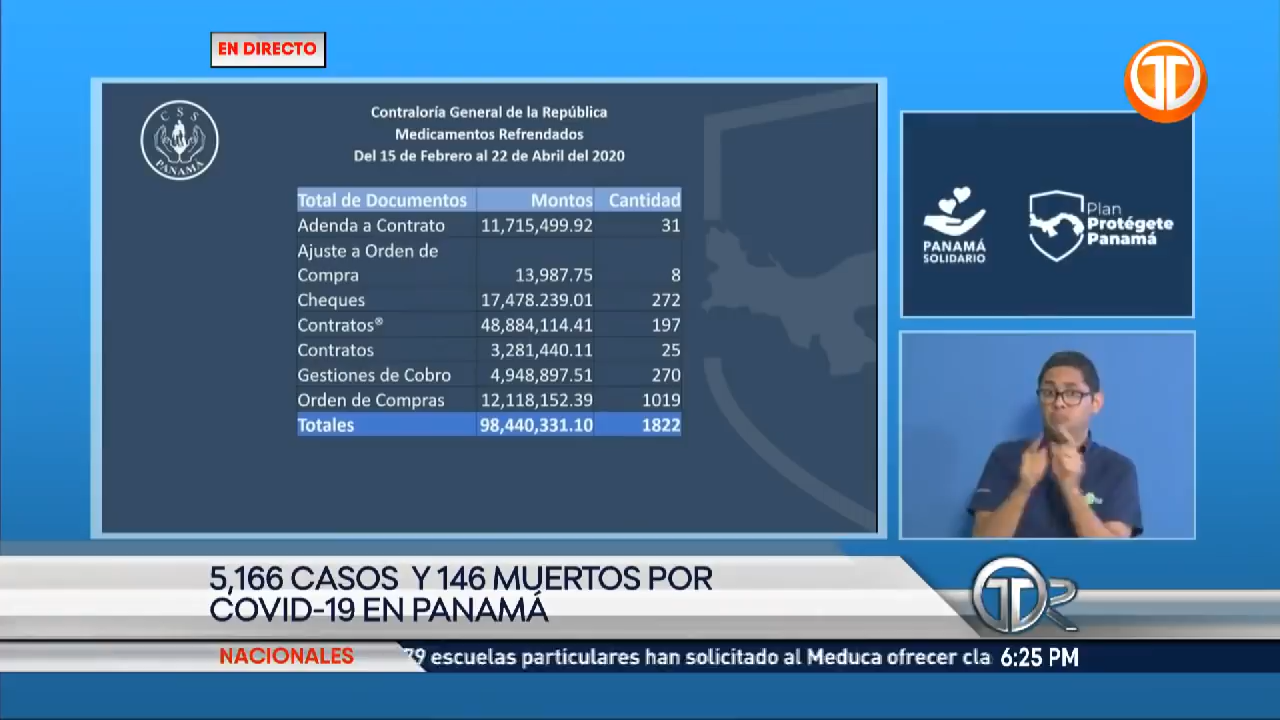 EN DIRECTO
CSS
PANAMÁ
Contraloría General de la República
Medicamentos Refrendados
Del 15 de Febrero al 22 de Abril del 2020
Total de Documentos Montos Cantidad
Adenda a Contrato 11,715,499.92 31
Ajuste a Orden de
Compra 13,987.75 8
Cheques 17,478.239.01 272
Contratos® 48,884,114.41 197
Contratos 3,281,440.11 25
Gestiones de Cobro 4,948,897.51 270
Orden de Compras 12,118,152.39 1019
Totales 98,440,331.10 1822
PANAMÁ
SOLIDARIO
Plan
Protégete
Panamá
5,166 CASOS Y 146 MUERTOS POR
COVID-19 EN PANAMÁ
NACIONALES
79 escuelas particulares han solicitado al Meduca ofrecer cla
6:25 PM